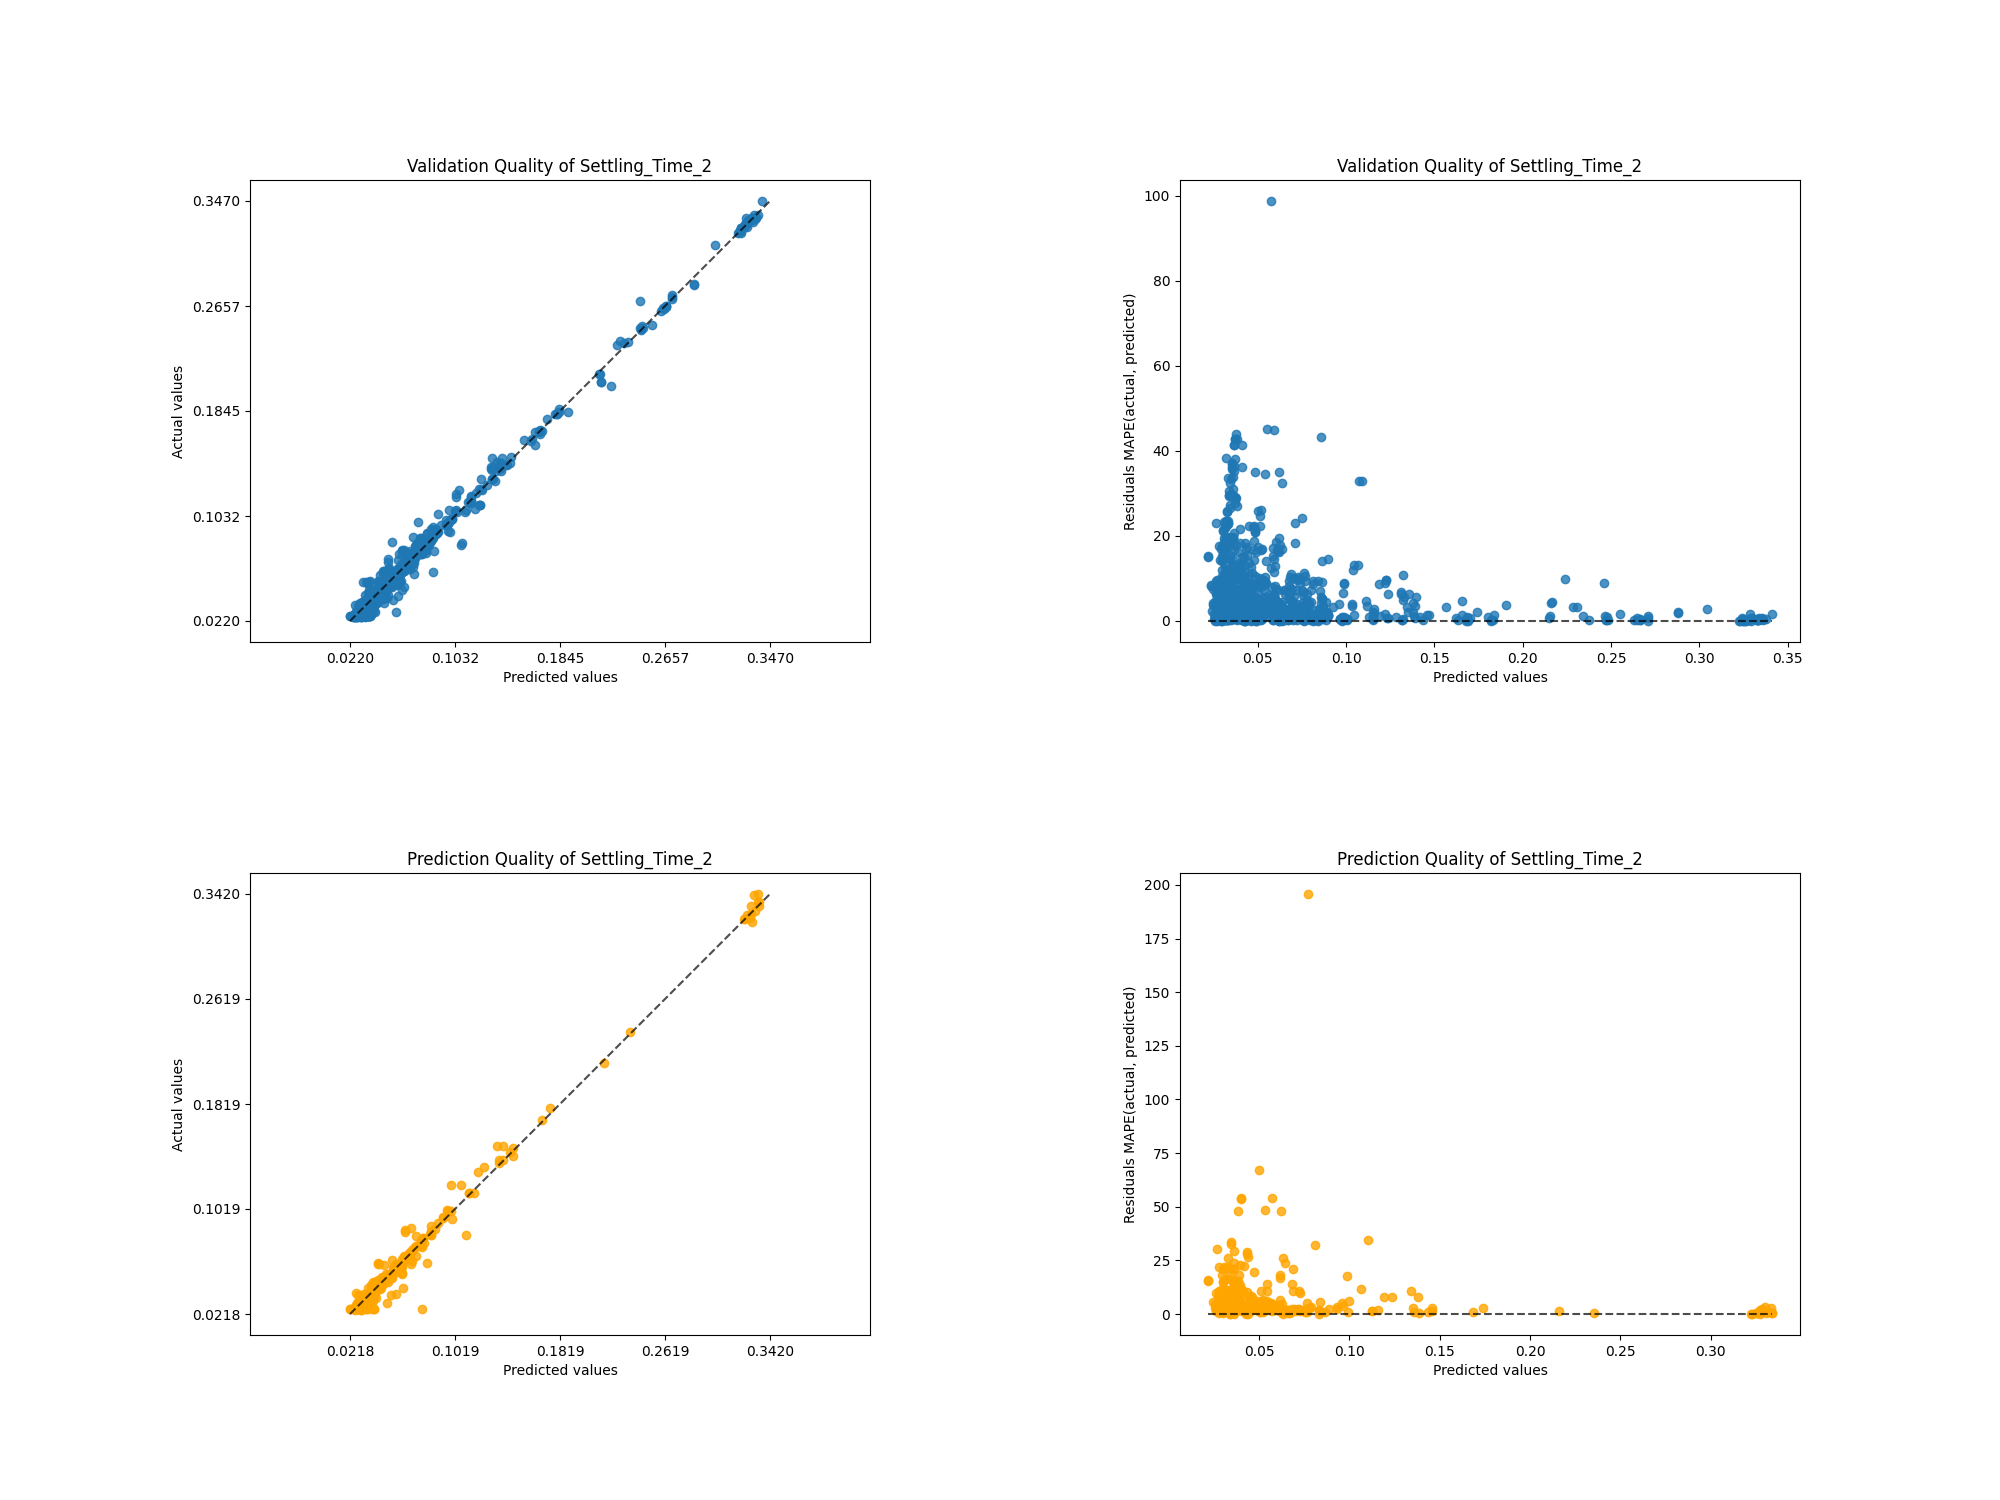 Validation Quality of Settling_Time_2
Actual values
0.3470
0.2657
0.1845
0.1032
0.0220
0.0220 0.1032 0.1845 0.2657 0.3470
Predicted values
Validation Quality of Settling_Time_2
Residuals MAPE(actual, predicted)
100
80
60
40
20
0
0.05 0.10 0.15 0.20 0.25 0.30 0.35
Predicted values
Prediction Quality of Settling_Time_2
Actual values
0.3420
0.2619
0.1819
0.1019
0.0218
0.0218 0.1019 0.1819 0.2619 0.3420
Predicted values
Prediction Quality of Settling_Time_2
Residuals MAPE(actual, predicted)
200
175
150
125
100
75
50
25
0
0.05 0.10 0.15 0.20 0.25 0.30
Predicted values